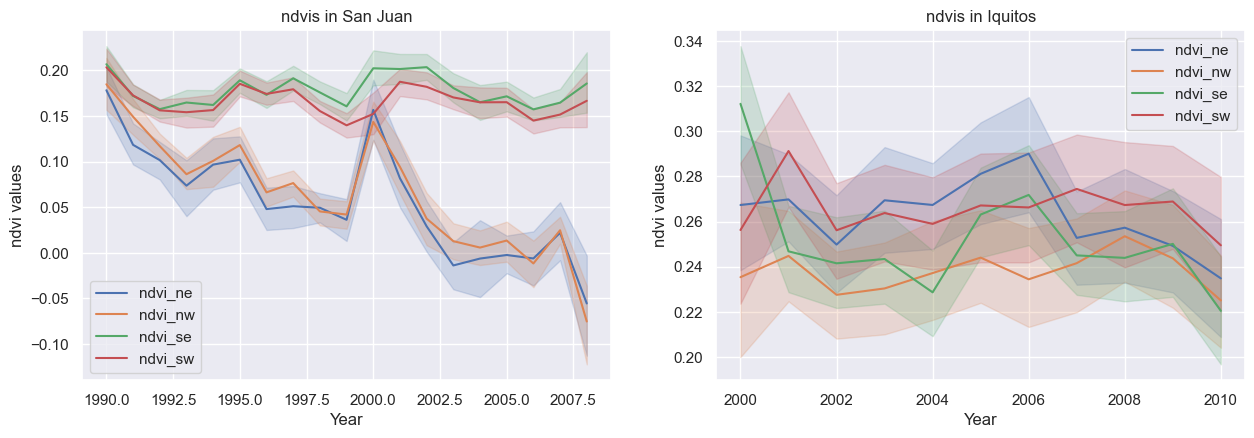 ndvis in San Juan
ndvi values
0.20
0.15
0.10
0.05
0.00
−0.05
−0.10
ndvi_ne
ndvi_nw
ndvi_se
ndvi_sw
1990.0 1992.5 1995.0 1997.5 2000.0 2002.5 2005.0 2007.5
Year
ndvis in Iquitos
ndvi values
0.34
0.32
0.30
0.28
0.26
0.24
0.22
0.20
ndvi_ne
ndvi_nw
ndvi_se
ndvi_sw
2000 2002 2004 2006 2008 2010
Year